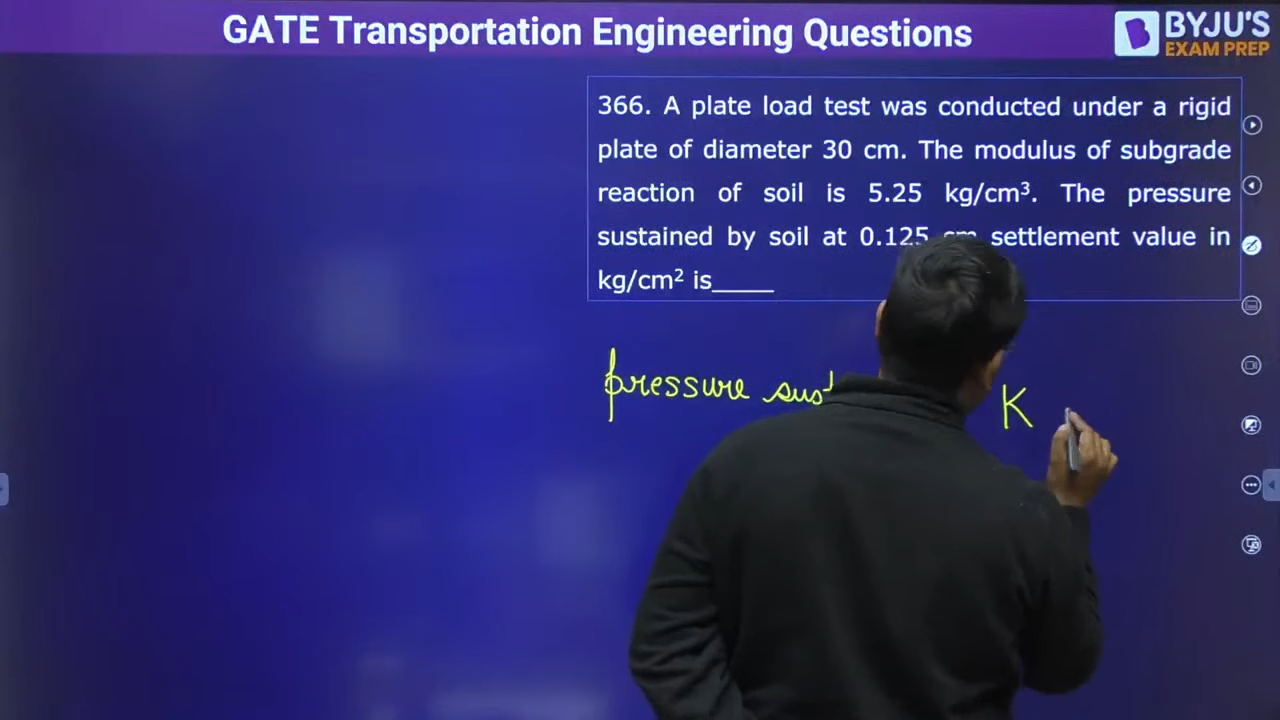 GATE Transportation Engineering Questions
BYJU'S
EXAM PREP
366. A plate load test was conducted under a rigid
plate of diameter 30 cm. The modulus of subgrade
reaction of soil is 5.25 kg/cm³. The pressure
sustained by soil at 0.125 cm settlement value in
kg/cm² is_____
pressure sust K